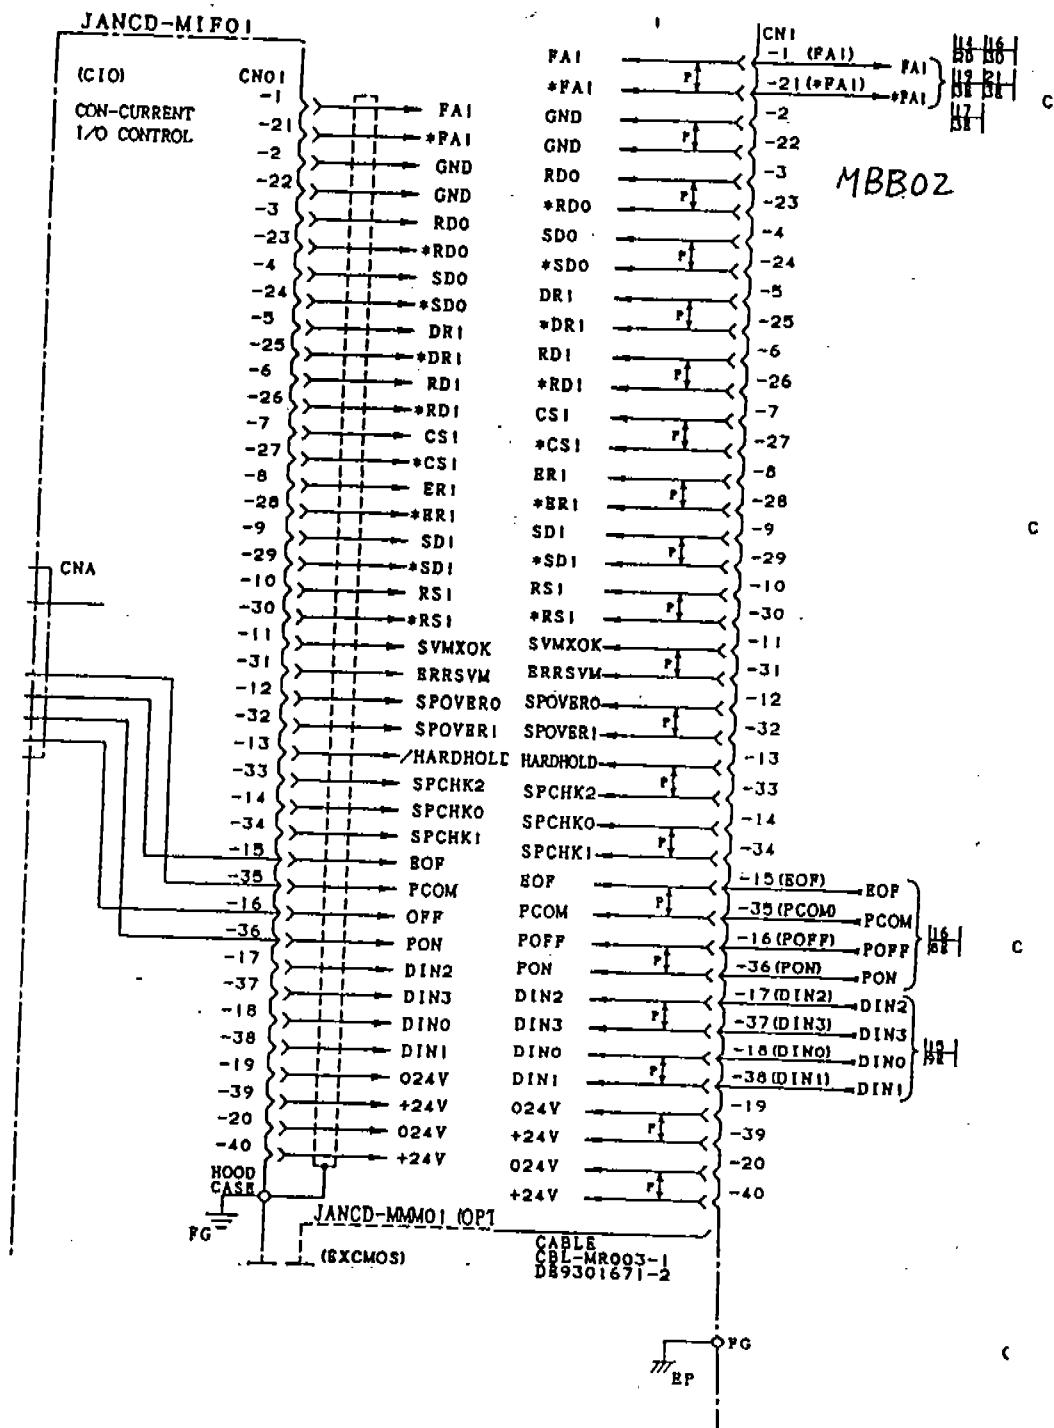 JANCD-MIF01
(CIO)
CON-CURRENT
I/O CONTROL
CN01
-1 FA1
-21 *FA1
-2 GND
-22 GND
-3 RD0
-23 *RD0
-4 SD0
-24 *SD0
-5 DR1
-25 *DR1
-6 RD1
-26 *RD1
-7 CS1
-27 *CS1
-8 ER1
-28 *ER1
-9 SD1
-29 *SD1
-10 RS1
-30 *RS1
-11 SVMXOK
-31 ERRSVM
-12 SPOVER0
-32 SPOVER1
-13 /HARDHOLD
-33 SPCHK2
-14 SPCHK0
-34 SPCHK1
-15 EOF
-35 PCOM
-16 OFF
-36 PON
-17 DIN2
-37 DIN3
-18 DIN0
-38 DIN1
-19 024V
-39 +24V
-20 024V
-40 +24V
CNA
HOOD
CASE
FG
JANCD-MMM01 (OPT
(EXCMOS)
CN1
FA1 P -1 (FA1) FA1
*FA1 -21 (*FA1) *FA1
GND P -2
GND -22
RD0 P -3
*RD0 -23
SD0 P -4
*SD0 -24
DR1 P -5
*DR1 -25
RD1 P -6
*RD1 -26
CS1 P -7
*CS1 -27
ER1 P -8
*ER1 -28
SD1 P -9
*SD1 -29
RS1 P -10
*RS1 -30
SVMXOK P -11
ERRSVM -31
SPOVER0 P -12
SPOVER1 -32
HARDHOLD P -13
SPCHK2 -33
SPCHK0 P -14
SPCHK1 -34
EOF P -15 (EOF) EOF
PCOM -35 (PCOM) PCOM
POFF P -16 (POFF) POFF
PON -36 (PON) PON
DIN2 P -17 (DIN2) DIN2
DIN3 -37 (DIN3) DIN3
DIN0 P -18 (DIN0) DIN0
DIN1 -38 (DIN1) DIN1
024V P -19
+24V -39
024V P -20
+24V -40
MBB02
C
C
C
CABLE
CBL-MR003-1
DE9301671-2
FG
EP